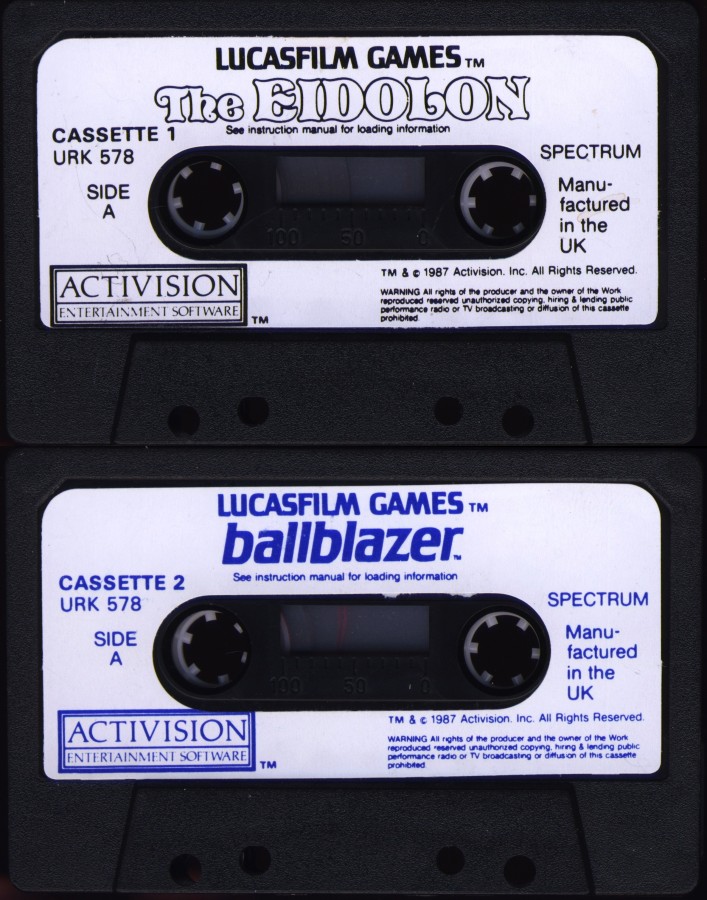 LUCASFILM GAMES TM
The EIDOLON
See instruction manual for loading information
CASSETTE 1
URK 578
SIDE
A
SPECTRUM
Manu-
factured
in the
UK
100 50 0
ACTIVISION
ENTERTAINMENT SOFTWARE TM
TM & © 1987 Activision. Inc. All Rights Reserved.
WARNING All rights of the producer and the owner of the Work
reproduced reserved unauthorized copying, hiring & lending public
performance radio or TV broadcasting or diffusion of this cassette
prohibited.
LUCASFILM GAMES TM
ballblazer TM
See instruction manual for loading information
CASSETTE 2
URK 578
SIDE
A
SPECTRUM
Manu-
factured
in the
UK
100 50 0
ACTIVISION
ENTERTAINMENT SOFTWARE TM
TM & © 1987 Activision. Inc. All Rights Reserved.
WARNING All rights of the producer and the owner of the Work
reproduced reserved unauthorized copying, hiring & lending public
performance radio or TV broadcasting or diffusion of this cassette
prohibited.